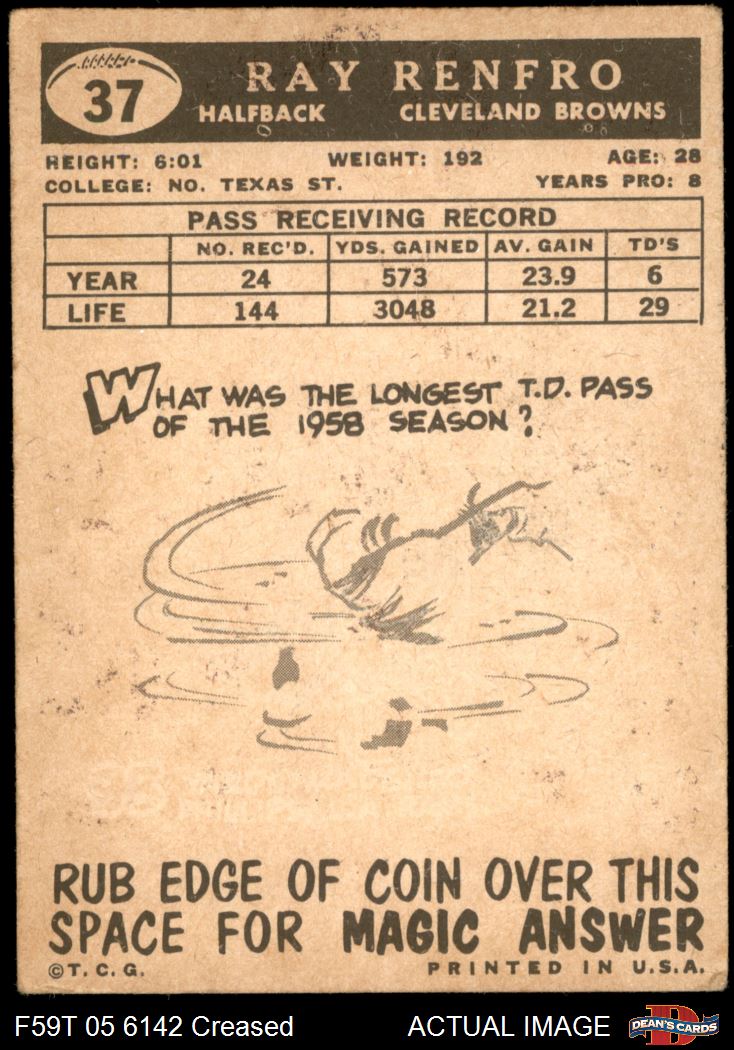 37
RAY RENFRO
HALFBACK CLEVELAND BROWNS
HEIGHT: 6:01 WEIGHT: 192 AGE: 28
COLLEGE: NO. TEXAS ST. YEARS PRO: 8
PASS RECEIVING RECORD
NO. REC'D. YDS. GAINED AV. GAIN TD'S
YEAR 24 573 23.9 6
LIFE 144 3048 21.2 29
WHAT WAS THE LONGEST T.D. PASS
OF THE 1958 SEASON?
RUB EDGE OF COIN OVER THIS
SPACE FOR MAGIC ANSWER
©T.C.G. PRINTED IN U.S.A.
F59T 05 6142 Creased ACTUAL IMAGE DEAN'S CARDS